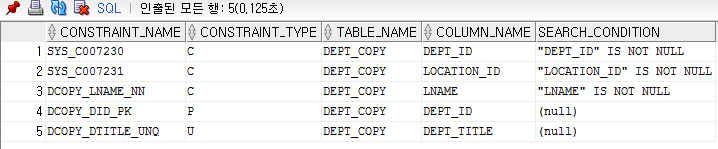 SQL | 인출된 모든 행: 5(0,125초)
CONSTRAINT_NAME CONSTRAINT_TYPE TABLE_NAME COLUMN_NAME SEARCH_CONDITION
1 SYS_C007230 C DEPT_COPY DEPT_ID "DEPT_ID" IS NOT NULL
2 SYS_C007231 C DEPT_COPY LOCATION_ID "LOCATION_ID" IS NOT NULL
3 DCOPY_LNAME_NN C DEPT_COPY LNAME "LNAME" IS NOT NULL
4 DCOPY_DID_PK P DEPT_COPY DEPT_ID (null)
5 DCOPY_DTITLE_UNQ U DEPT_COPY DEPT_TITLE (null)